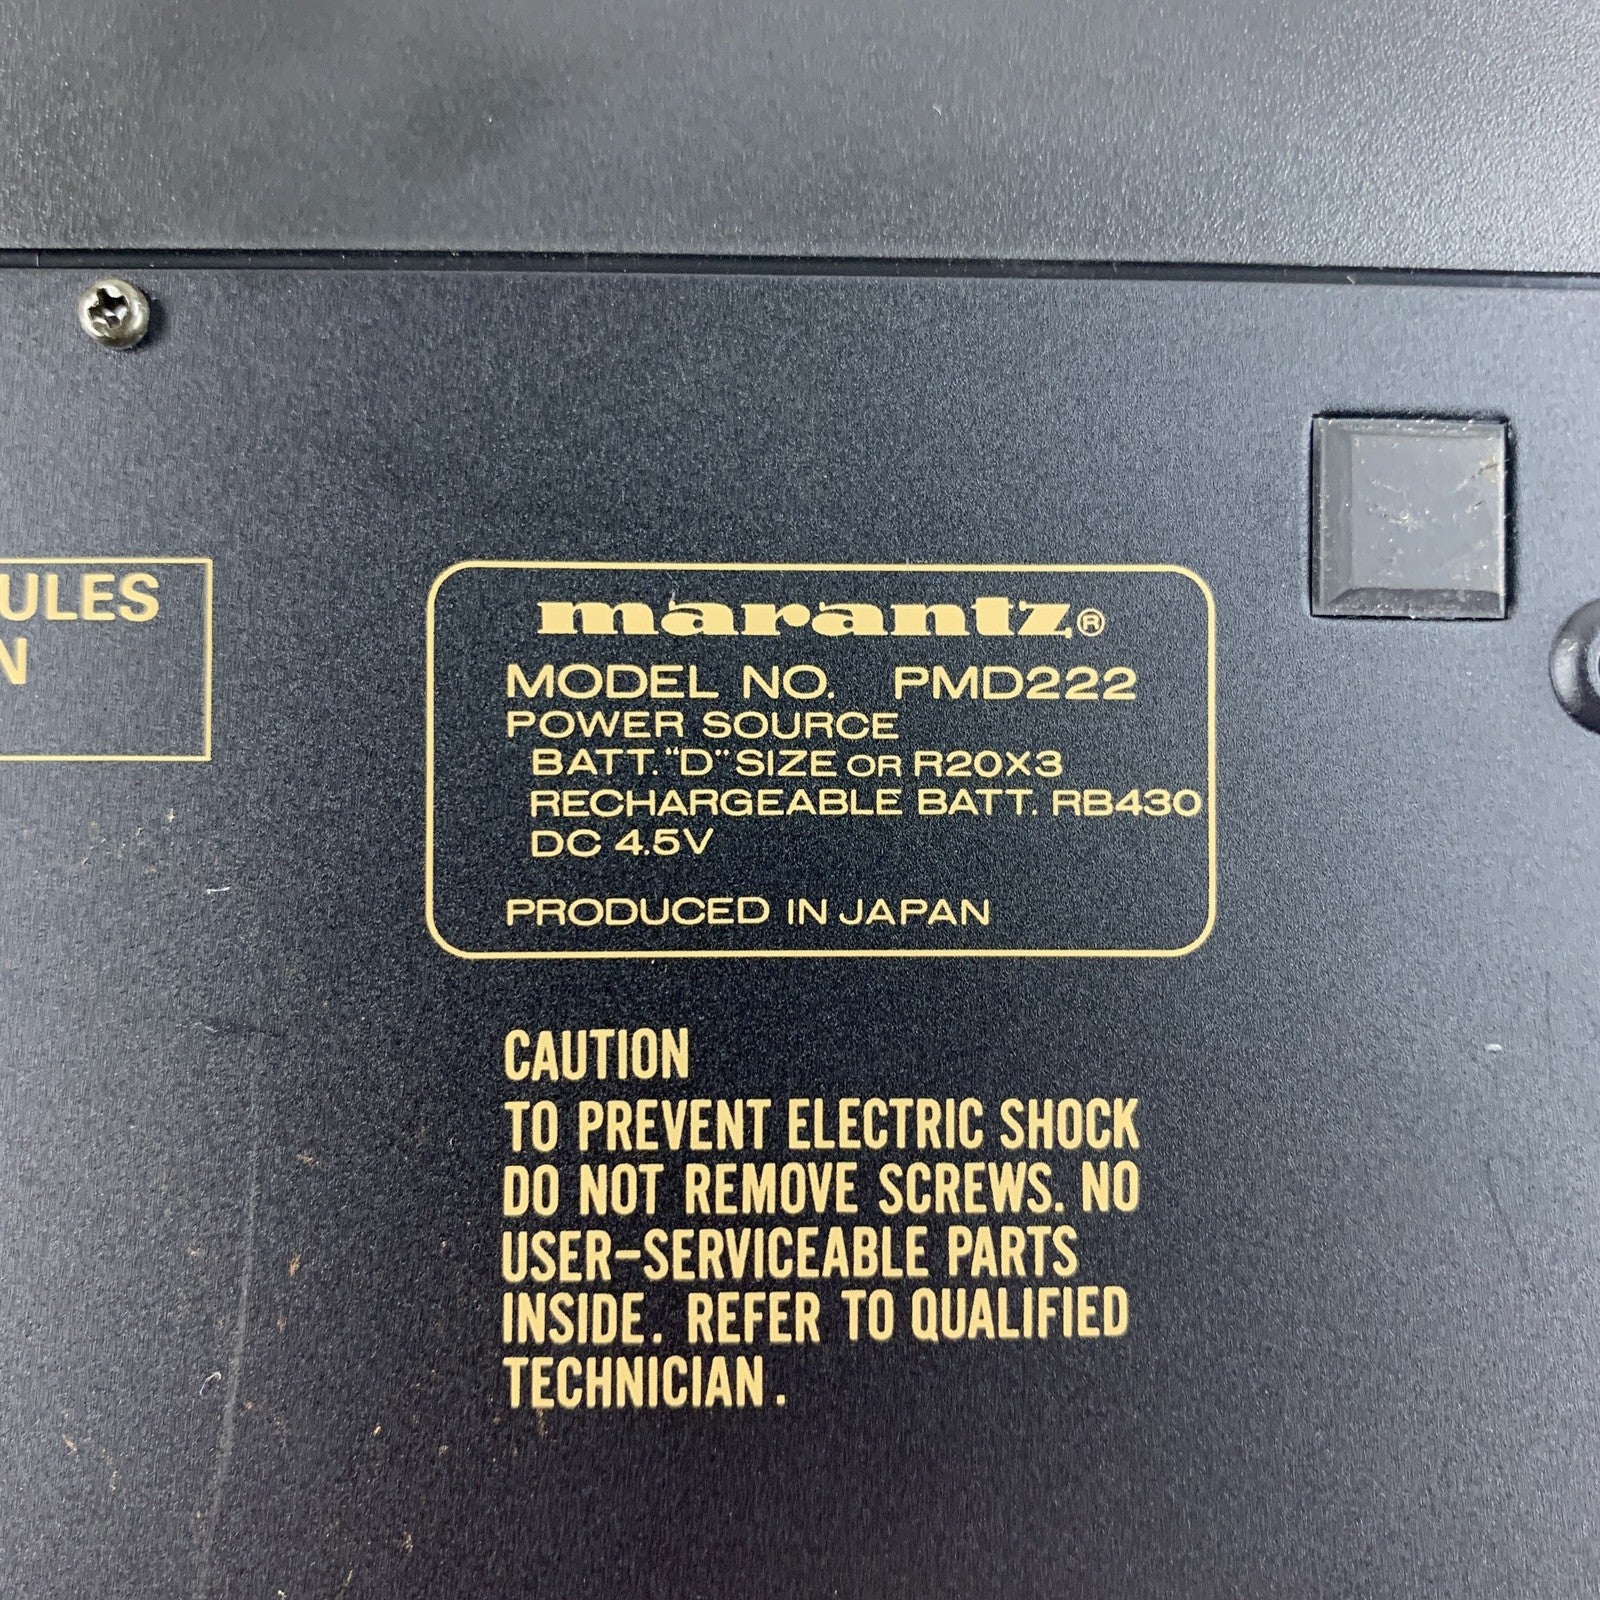 ULES
N
marantz®
MODEL NO. PMD222
POWER SOURCE
BATT. "D" SIZE OR R20X3
RECHARGEABLE BATT. RB430
DC 4.5V
PRODUCED IN JAPAN
CAUTION
TO PREVENT ELECTRIC SHOCK
DO NOT REMOVE SCREWS. NO
USER-SERVICEABLE PARTS
INSIDE. REFER TO QUALIFIED
TECHNICIAN.